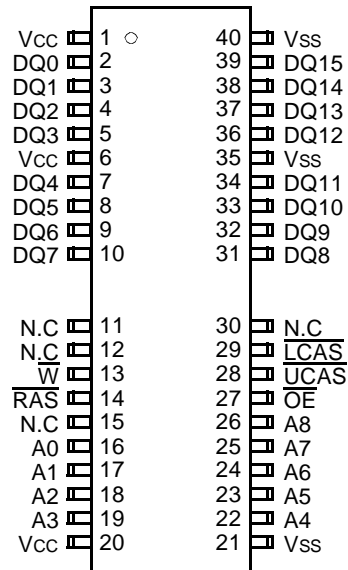 VCC 1 40 VSS
DQ0 2 39 DQ15
DQ1 3 38 DQ14
DQ2 4 37 DQ13
DQ3 5 36 DQ12
VCC 6 35 VSS
DQ4 7 34 DQ11
DQ5 8 33 DQ10
DQ6 9 32 DQ9
DQ7 10 31 DQ8
N.C 11 30 N.C
N.C 12 29 LCAS
W 13 28 UCAS
RAS 14 27 OE
N.C 15 26 A8
A0 16 25 A7
A1 17 24 A6
A2 18 23 A5
A3 19 22 A4
VCC 20 21 VSS